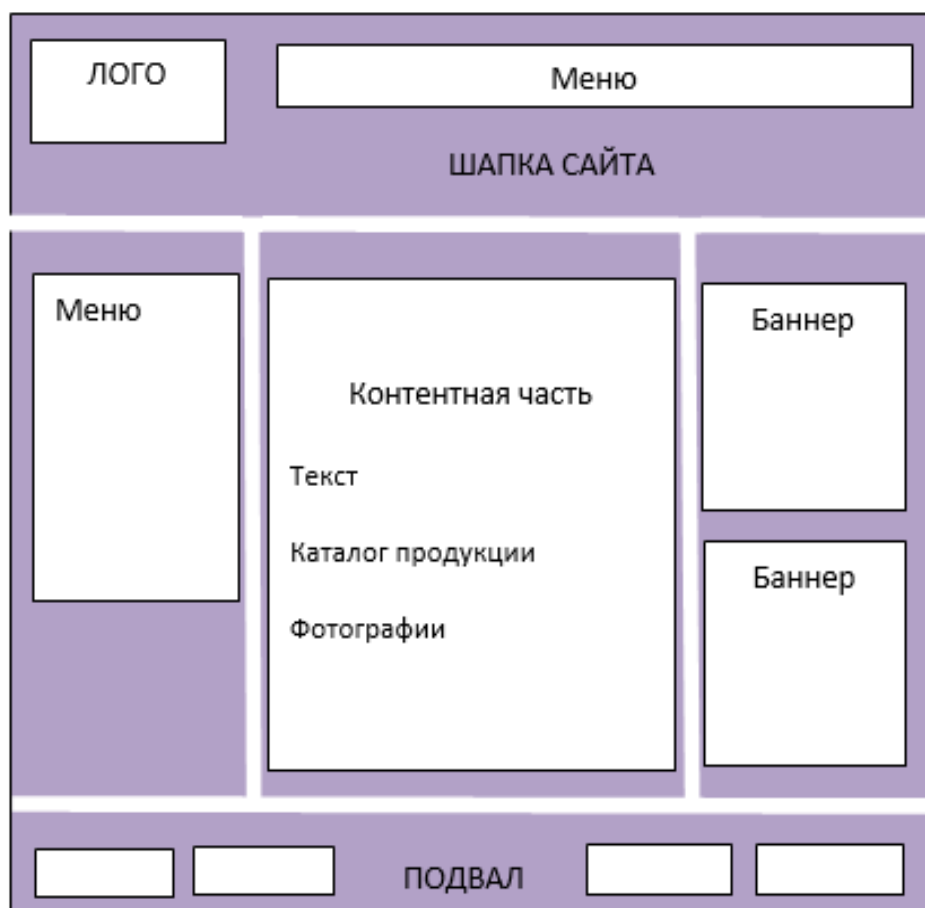 ЛОГО
Меню
ШАПКА САЙТА
Меню
Контентная часть
Текст
Каталог продукции
Фотографии
Баннер
Баннер
ПОДВАЛ